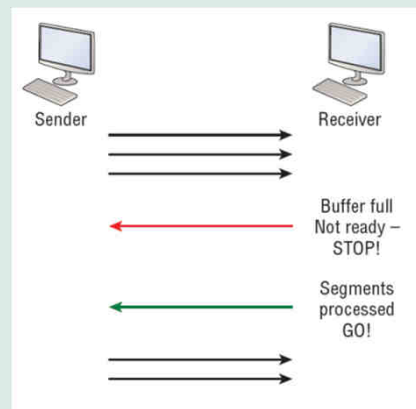 Sender
Receiver
Buffer full
Not ready –
STOP!
Segments
processed
GO!